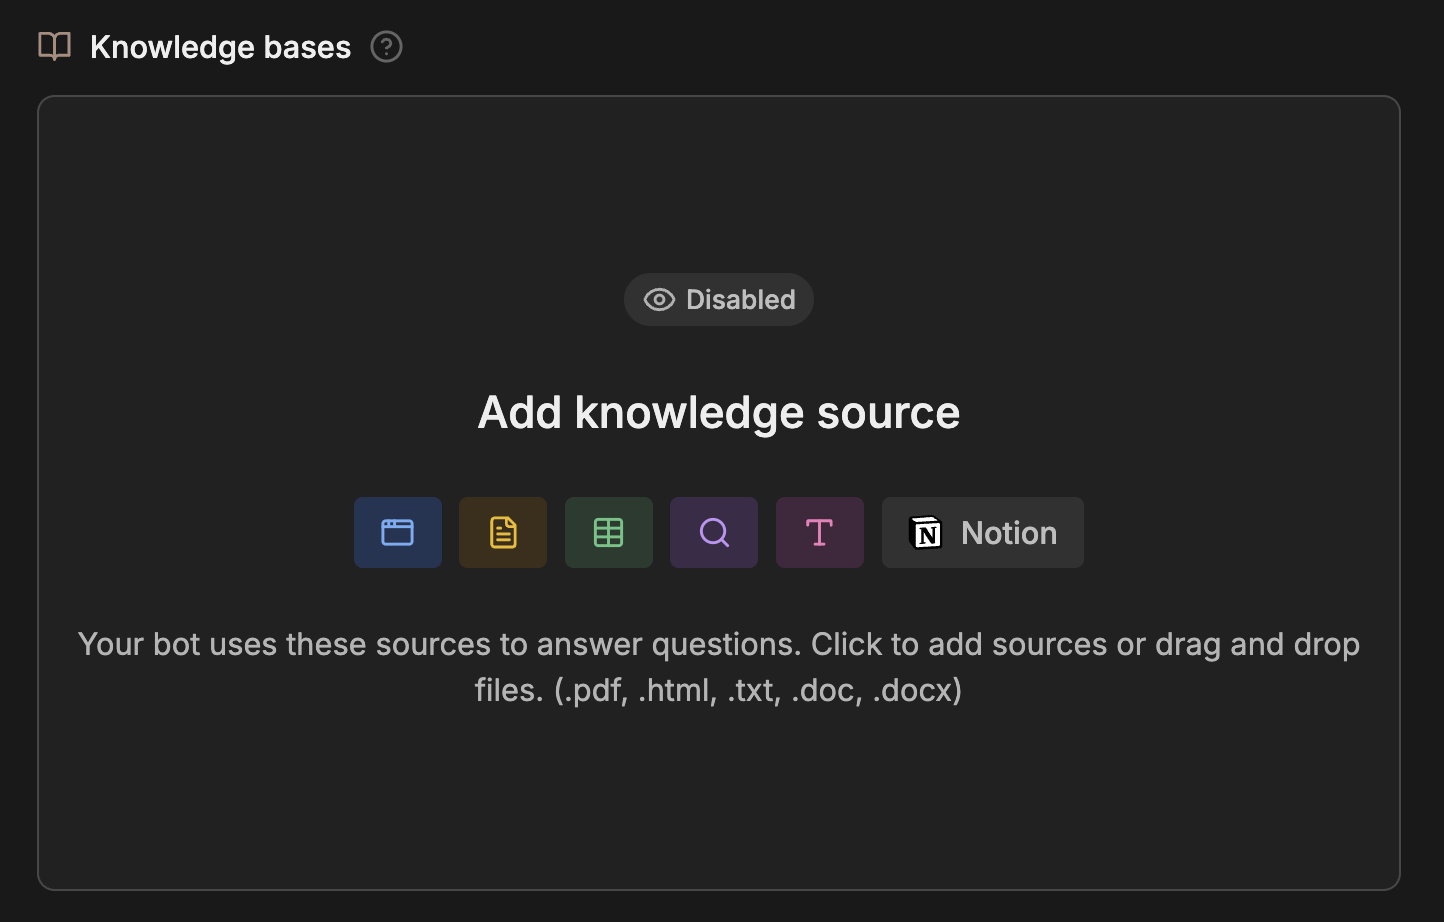 Knowledge bases
Disabled
Add knowledge source
Notion
Your bot uses these sources to answer questions. Click to add sources or drag and drop
files. (.pdf, .html, .txt, .doc, .docx)